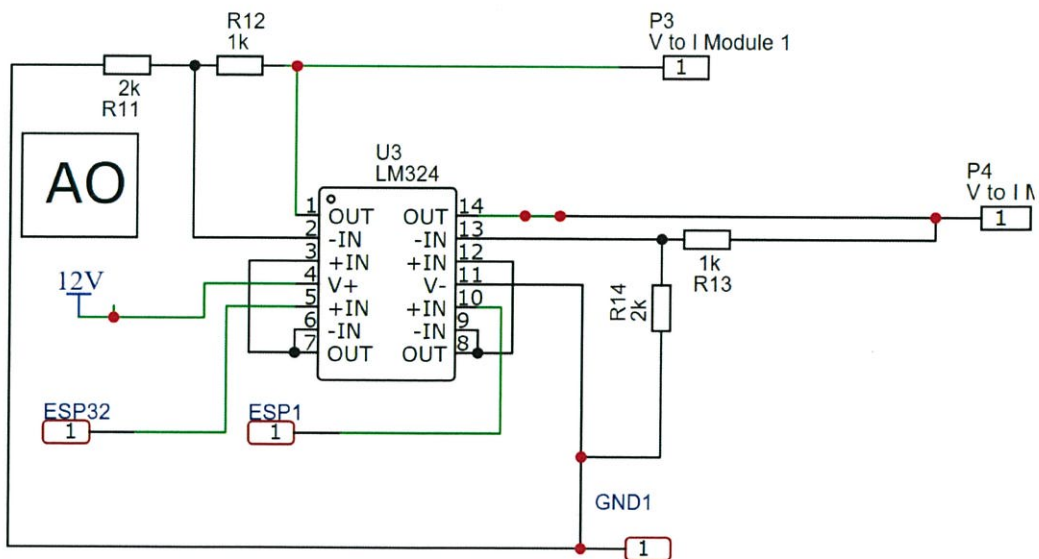 R12
1k
P3
V to I Module 1
1
2k
R11
AO
U3
LM324
P4
V to I M
1
1 OUT OUT 14
2 -IN -IN 13
3 +IN +IN 12
4 V+ V- 11
5 +IN +IN 10
6 -IN -IN 9
7 OUT OUT 8
1k
R13
R14
2k
12V
ESP32
1
ESP1
1
GND1
1